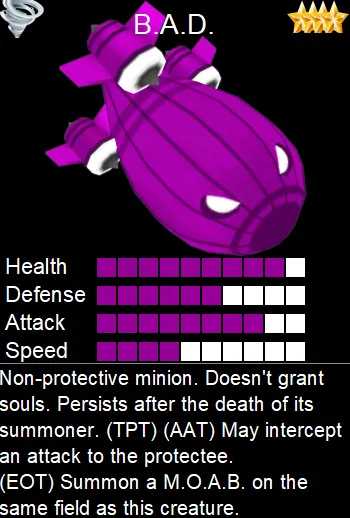 B.A.D.
Health
Defense
Attack
Speed
Non-protective minion. Doesn't grant
souls. Persists after the death of its
summoner. (TPT) (AAT) May intercept
an attack to the protectee.
(EOT) Summon a M.O.A.B. on the
same field as this creature.